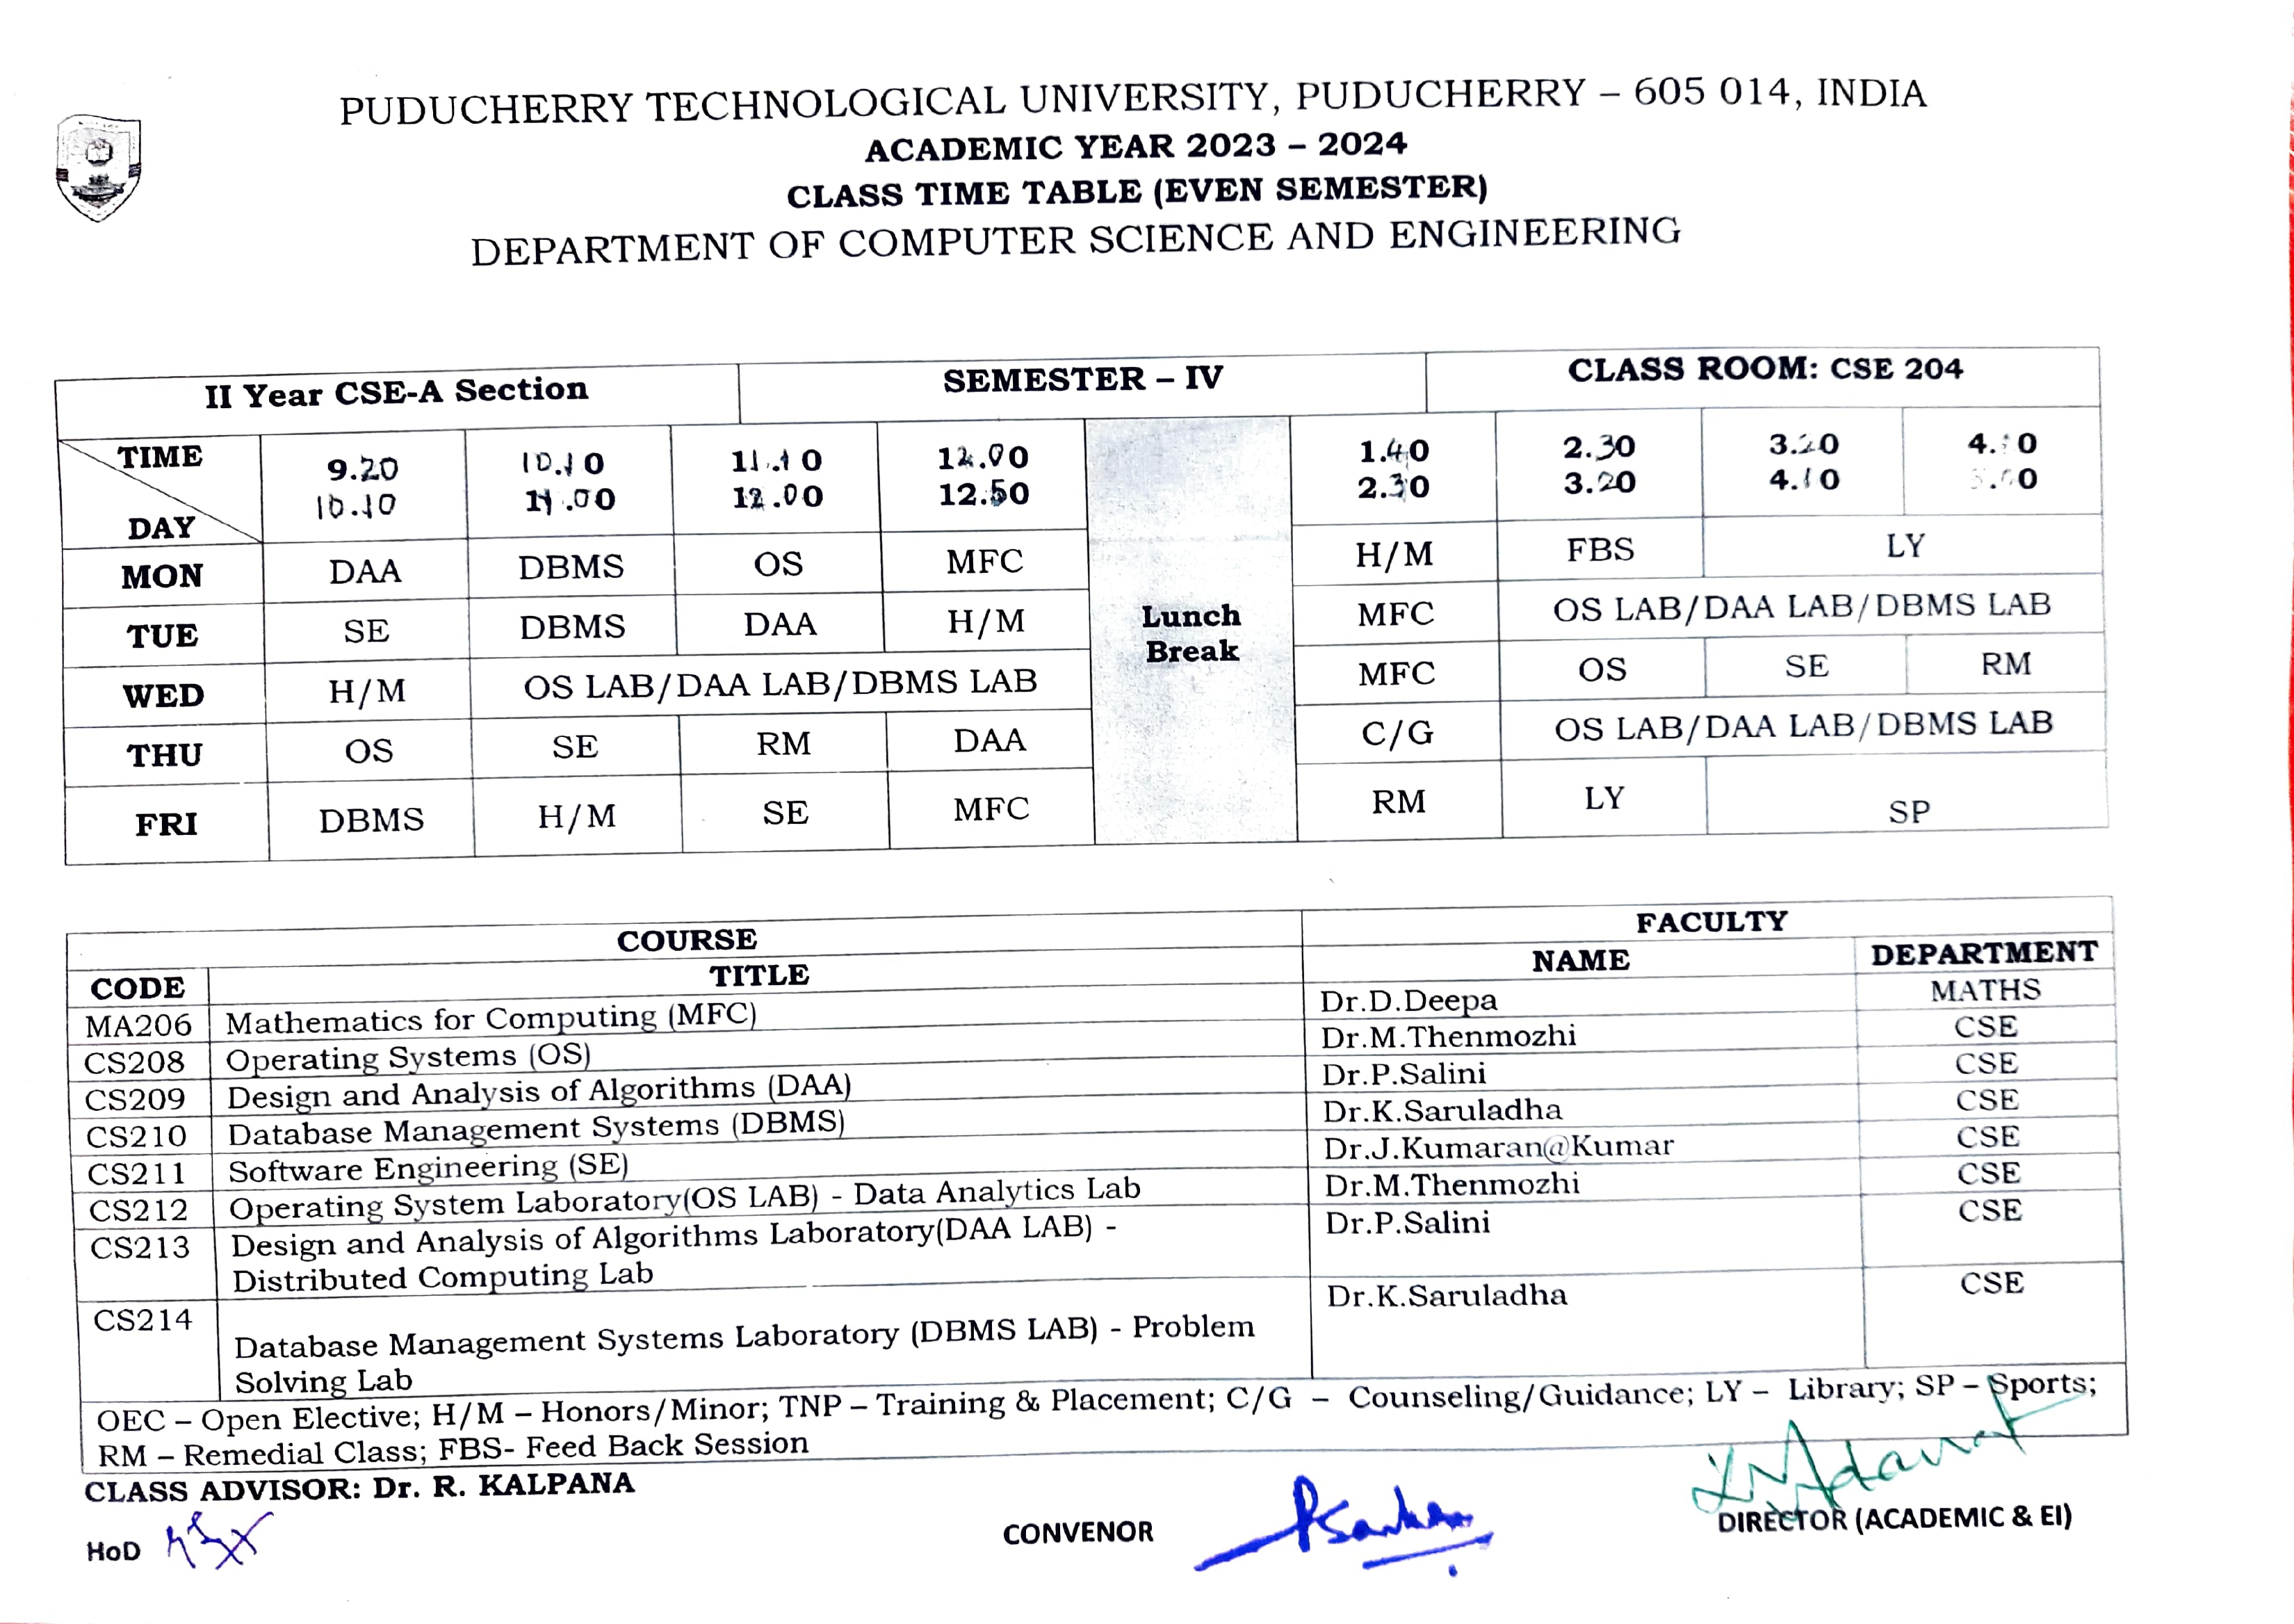 PUDUCHERRY TECHNOLOGICAL UNIVERSITY, PUDUCHERRY – 605 014, INDIA
ACADEMIC YEAR 2023 – 2024
CLASS TIME TABLE (EVEN SEMESTER)
DEPARTMENT OF COMPUTER SCIENCE AND ENGINEERING
II Year CSE-A Section SEMESTER – IV CLASS ROOM: CSE 204
TIME 9.20 10.10 11.10 12.00 1.40 2.30 3.20 4.10
DAY 10.10 11.00 12.00 12.50 2.30 3.20 4.10 5.00
MON DAA DBMS OS MFC H/M FBS LY
TUE SE DBMS DAA H/M MFC OS LAB/DAA LAB/DBMS LAB
Lunch
Break
WED H/M OS LAB/DAA LAB/DBMS LAB MFC OS SE RM
THU OS SE RM DAA C/G OS LAB/DAA LAB/DBMS LAB
FRI DBMS H/M SE MFC RM LY SP
COURSE FACULTY
CODE TITLE NAME DEPARTMENT
MA206 Mathematics for Computing (MFC) Dr.D.Deepa MATHS
CS208 Operating Systems (OS) Dr.M.Thenmozhi CSE
CS209 Design and Analysis of Algorithms (DAA) Dr.P.Salini CSE
CS210 Database Management Systems (DBMS) Dr.K.Saruladha CSE
CS211 Software Engineering (SE) Dr.J.Kumaran@Kumar CSE
CS212 Operating System Laboratory(OS LAB) - Data Analytics Lab Dr.M.Thenmozhi CSE
CS213 Design and Analysis of Algorithms Laboratory(DAA LAB) - Dr.P.Salini CSE
Distributed Computing Lab
CS214 Dr.K.Saruladha CSE
Database Management Systems Laboratory (DBMS LAB) - Problem
Solving Lab
OEC – Open Elective; H/M – Honors/Minor; TNP – Training & Placement; C/G – Counseling/Guidance; LY – Library; SP – Sports;
RM – Remedial Class; FBS- Feed Back Session
CLASS ADVISOR: Dr. R. KALPANA
HoD CONVENOR DIRECTOR (ACADEMIC & EI)